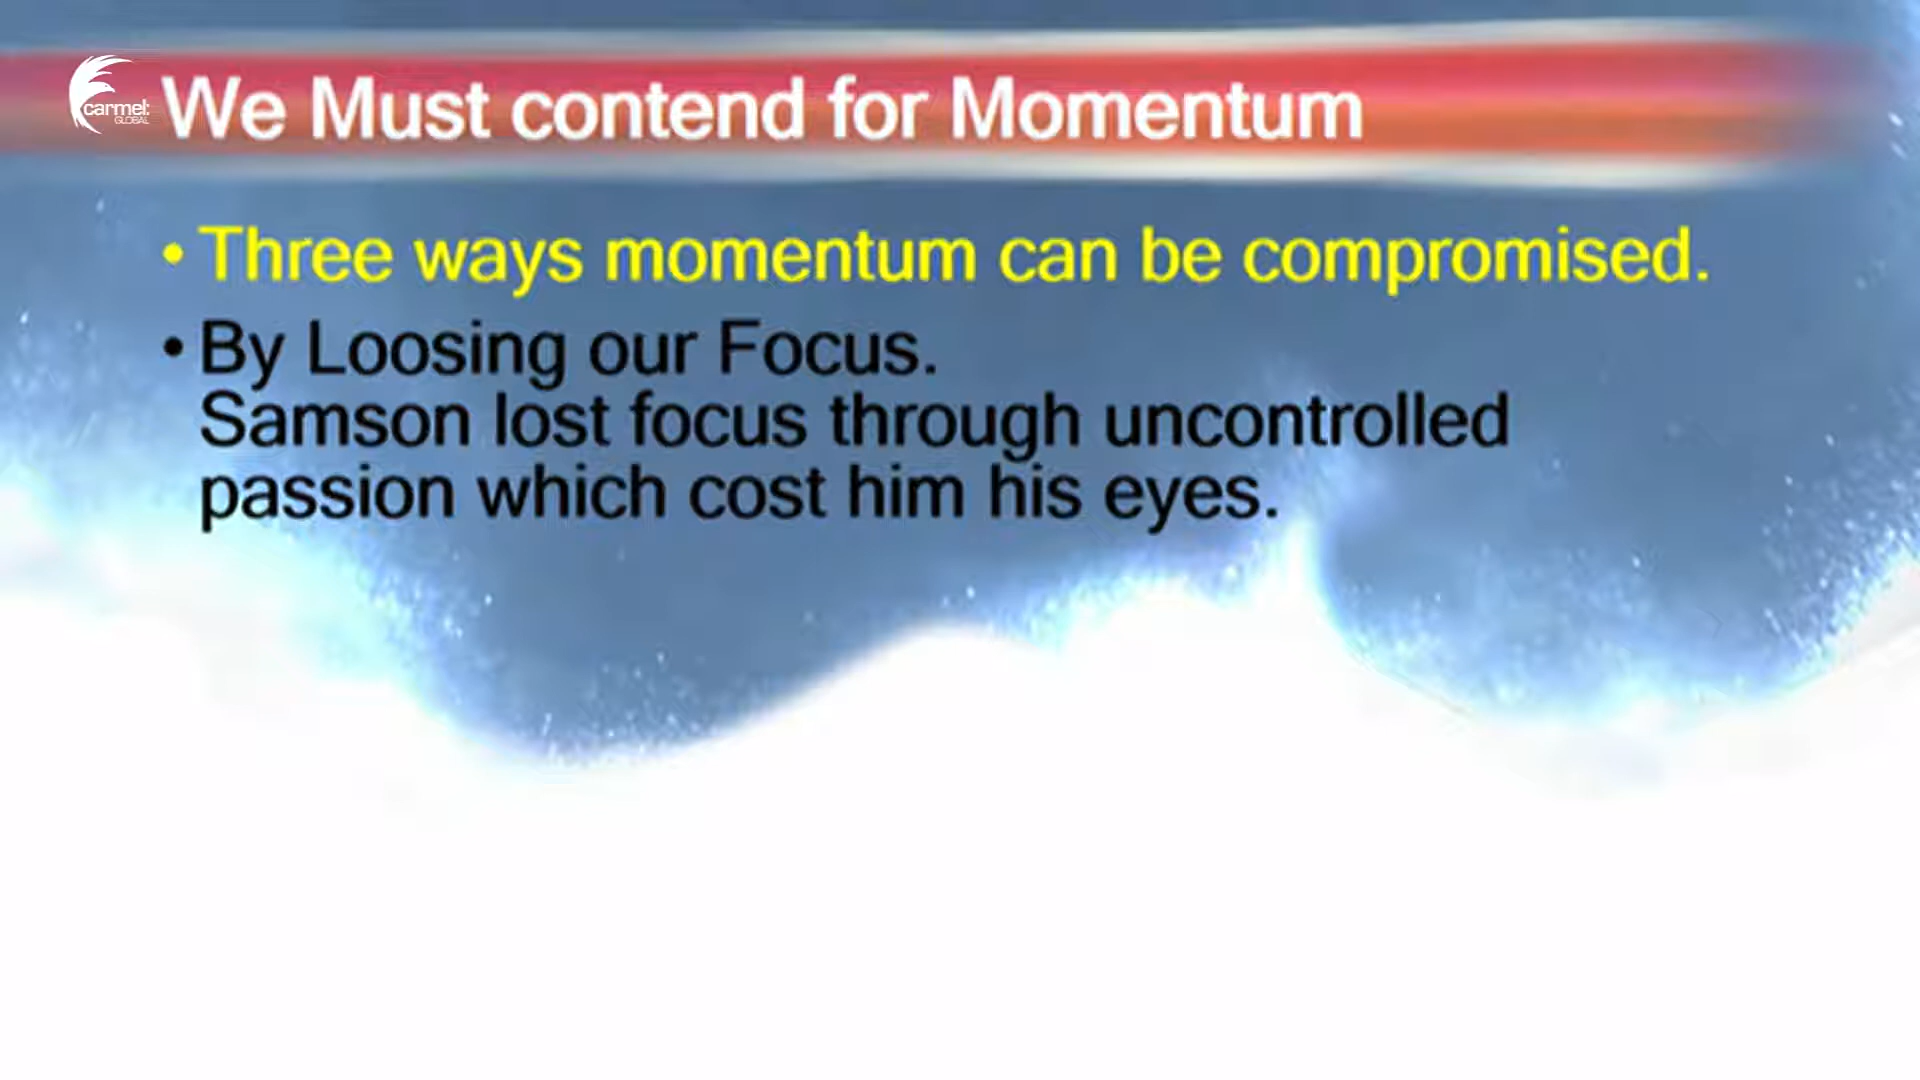 carmel:
GLOBAL
We Must contend for Momentum
• Three ways momentum can be compromised.
• By Loosing our Focus.
Samson lost focus through uncontrolled
passion which cost him his eyes.